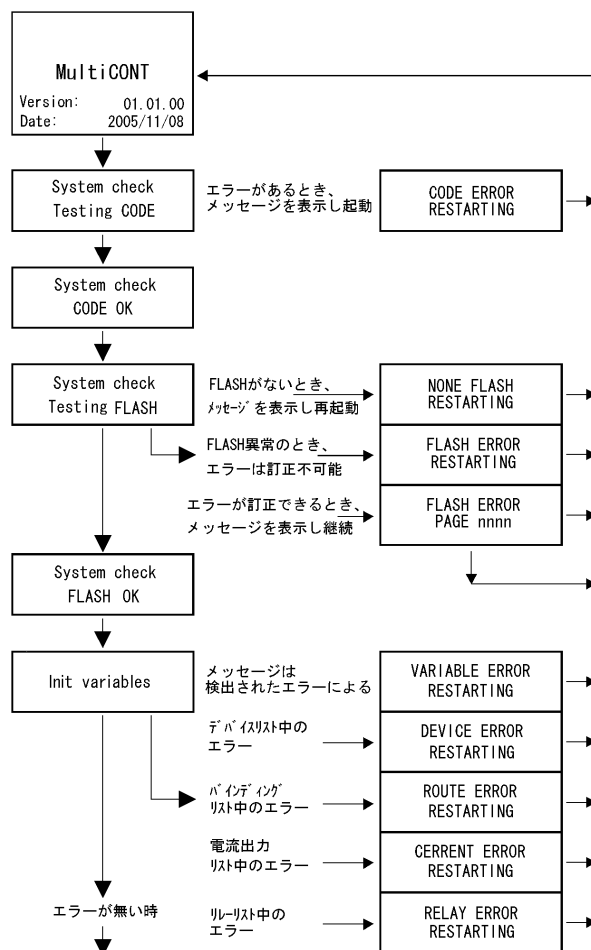 MultiCONT
Version: 01.01.00
Date: 2005/11/08
System check
Testing CODE
エラーがあるとき、
メッセージを表示し起動
CODE ERROR
RESTARTING
System check
CODE OK
System check
Testing FLASH
FLASHがないとき、
ﾒｯｾｰｼﾞを表示し再起動
NONE FLASH
RESTARTING
FLASH異常のとき、
エラーは訂正不可能
FLASH ERROR
RESTARTING
エラーが訂正できるとき、
メッセージを表示し継続
FLASH ERROR
PAGE nnnn
System check
FLASH OK
Init variables
メッセージは
検出されたエラーによる
VARIABLE ERROR
RESTARTING
ﾃﾞﾊﾞｲｽﾘｽﾄ中の
エラー
DEVICE ERROR
RESTARTING
ﾊﾞｲﾝﾃﾞｨﾝｸﾞ
ﾘｽﾄ中のエラー
ROUTE ERROR
RESTARTING
電流出力
ﾘｽﾄ中のエラー
CERRENT ERROR
RESTARTING
エラーが無い時
ﾘﾚｰﾘｽﾄ中の
エラー
RELAY ERROR
RESTARTING